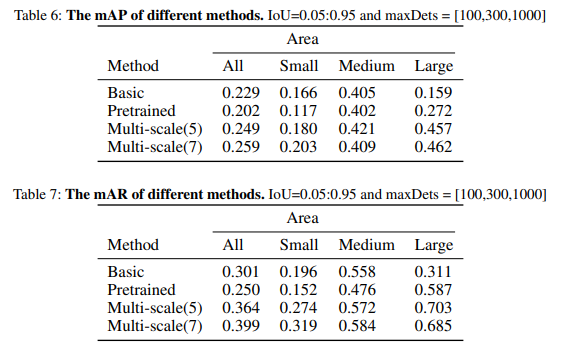 Table 6: The mAP of different methods. IoU=0.05:0.95 and maxDets = [100,300,1000]
Area
Method All Small Medium Large
Basic 0.229 0.166 0.405 0.159
Pretrained 0.202 0.117 0.402 0.272
Multi-scale(5) 0.249 0.180 0.421 0.457
Multi-scale(7) 0.259 0.203 0.409 0.462
Table 7: The mAR of different methods. IoU=0.05:0.95 and maxDets = [100,300,1000]
Area
Method All Small Medium Large
Basic 0.301 0.196 0.558 0.311
Pretrained 0.250 0.152 0.476 0.587
Multi-scale(5) 0.364 0.274 0.572 0.703
Multi-scale(7) 0.399 0.319 0.584 0.685